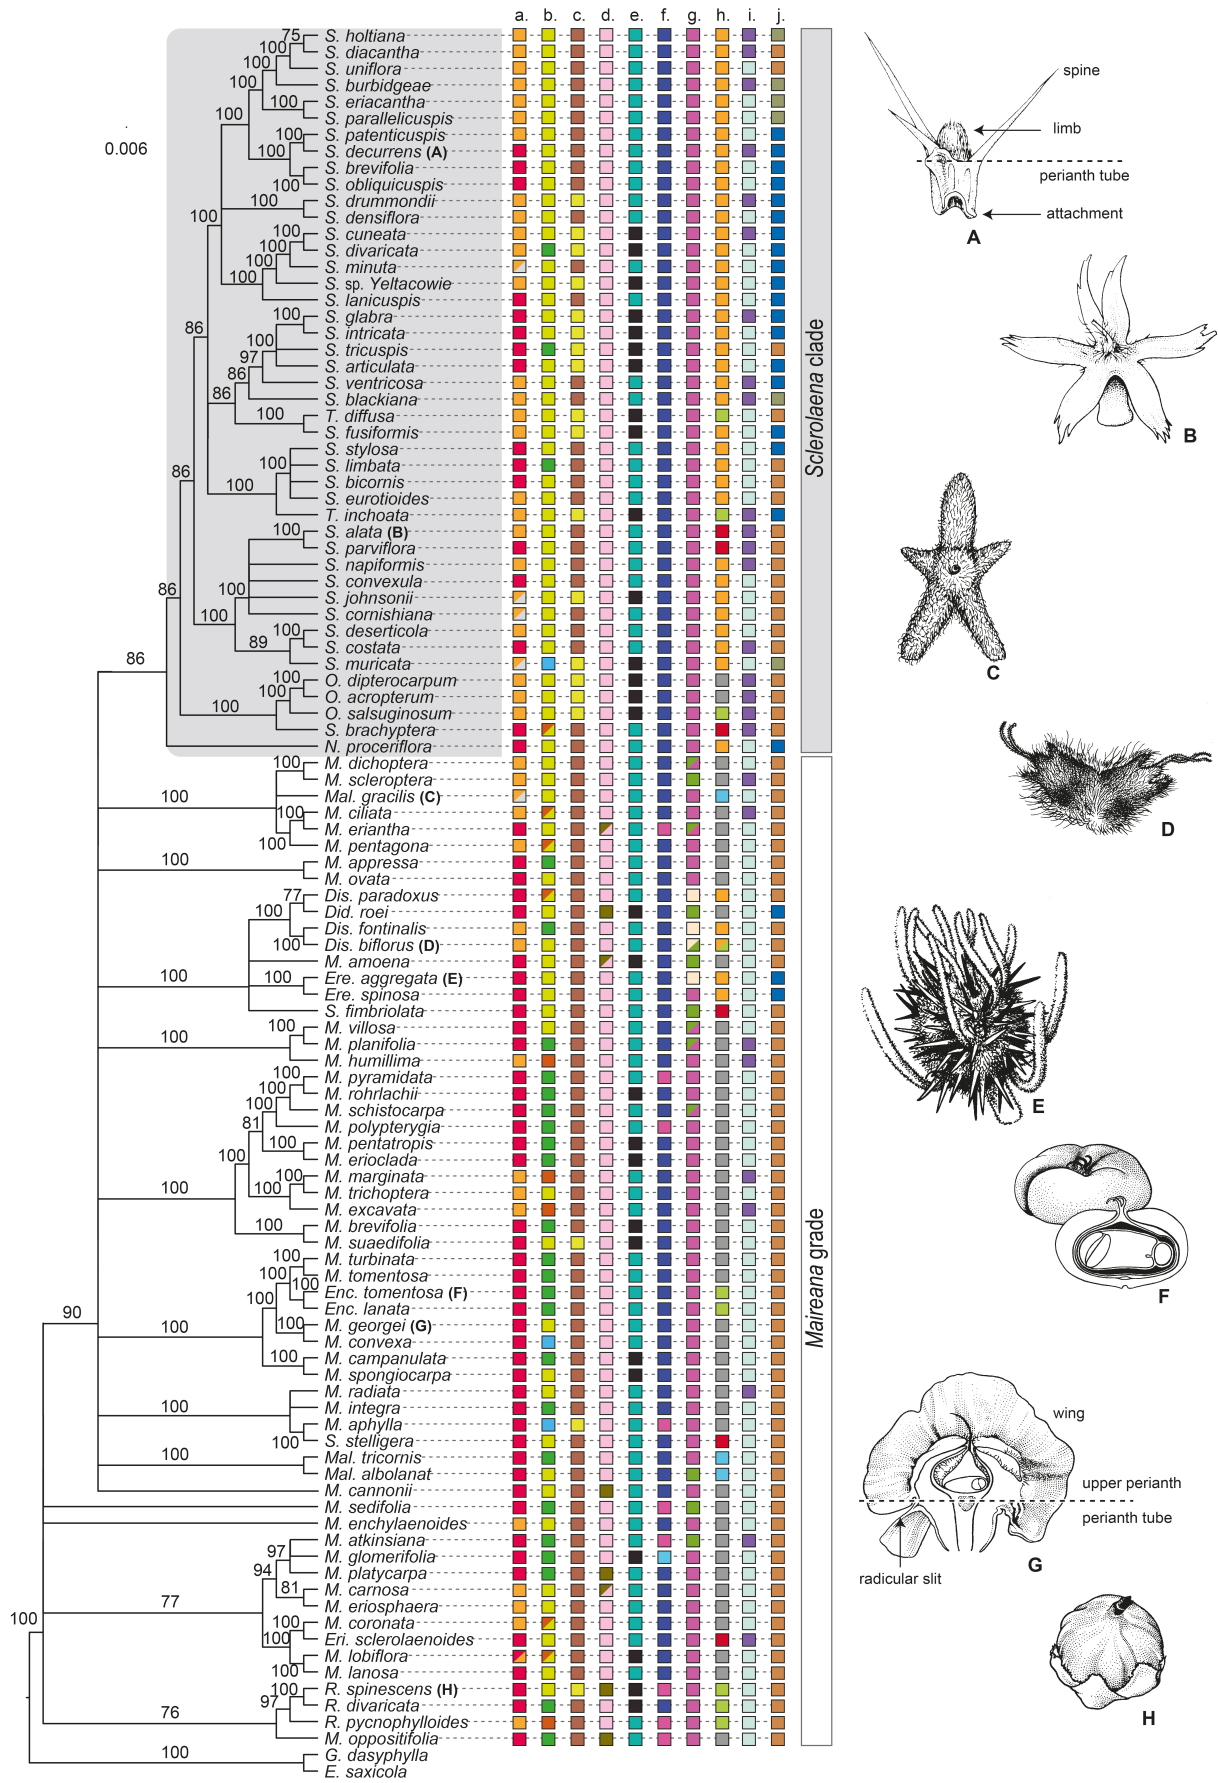 a. b. c. d. e. f. g. h. i. j.
75 S. holtiana
100 S. diacantha
100 S. uniflora
100 S. burbidgeae
100 S. eriacantha
S. parallelicuspis
100 S. patenticuspis
100 S. decurrens (A)
0.006
S. brevifolia
100 S. obliquicuspis
S. drummondii
100 100 S. densiflora
100 S. cuneata
100 S. divaricata
100 S. minuta
100 S. sp. Yeltacowie
S. lanicuspis
100 S. glabra
86 S. intricata
100 S. tricuspis
97 S. articulata
86 S. ventricosa
86 S. blackiana
100 T. diffusa
S. fusiformis
S. stylosa
100 S. limbata
86 S. bicornis
100 S. eurotioides
T. inchoata
100 S. alata (B)
S. parviflora
S. napiformis
S. convexula
86 100 S. johnsonii
S. cornishiana
100 100 S. deserticola
89 S. costata
86 S. muricata
100 O. dipterocarpum
100 O. acropterum
100 O. salsuginosum
S. brachyptera
N. proceriflora
100 M. dichoptera
M. scleroptera
100 Mal. gracilis (C)
100 M. ciliata
M. eriantha
100 M. pentagona
M. appressa
100 M. ovata
77 Dis. paradoxus
100 Did. roei
Dis. fontinalis
100 Dis. biflorus (D)
M. amoena
100 100 Ere. aggregata (E)
Ere. spinosa
S. fimbriolata
100 M. villosa
100 M. planifolia
M. humillima
100 M. pyramidata
100 M. rohrlachii
100 M. schistocarpa
81 M. polypterygia
100 M. pentatropis
100 M. erioclada
100 M. marginata
100 100 M. trichoptera
M. excavata
100 M. brevifolia
M. suaedifolia
100 M. turbinata
100 M. tomentosa
100 Enc. tomentosa (F)
100 Enc. lanata
90 100 100 M. georgei (G)
M. convexa
100 M. campanulata
M. spongiocarpa
M. radiata
100 M. integra
M. aphylla
100 S. stelligera
100 Mal. tricornis
Mal. albolanat
M. cannonii
M. sedifolia
M. enchylaenoides
M. atkinsiana
97 M. glomerifolia
94 M. platycarpa
81 M. carnosa
77 M. eriosphaera
100 100 M. coronata
100 Eri. sclerolaenoides
M. lobiflora
100 M. lanosa
100 R. spinescens (H)
97 R. divaricata
76 R. pycnophylloides
M. oppositifolia
100 G. dasyphylla
E. saxicola
Sclerolaena clade
Maireana grade
spine
limb
perianth tube
attachment
A
B
C
D
E
F
wing
upper perianth
perianth tube
G
radicular slit
H